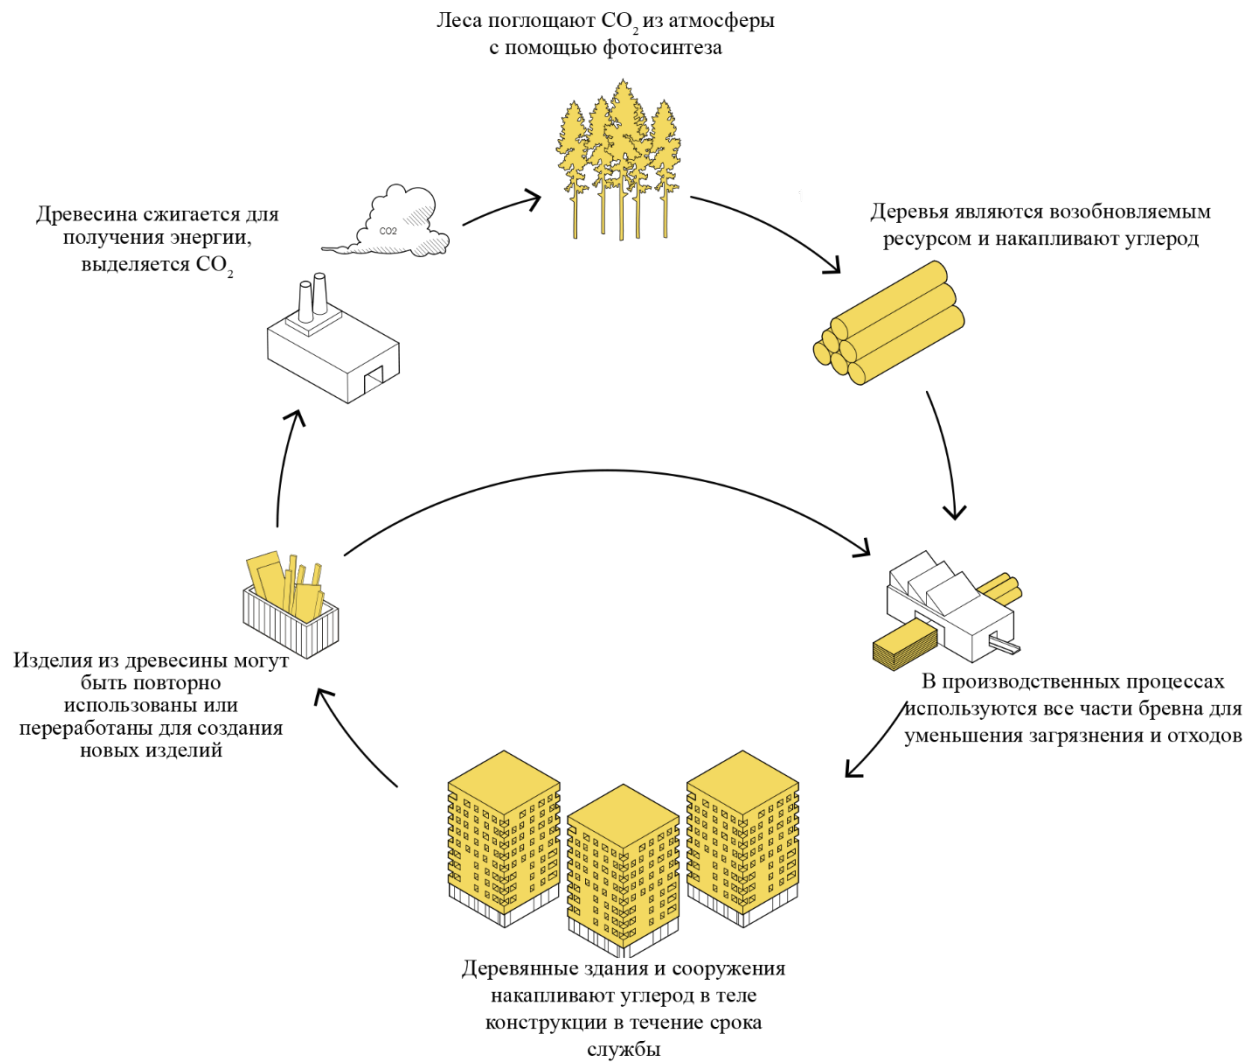 Леса поглощают CO2 из атмосферы
с помощью фотосинтеза
Деревья являются возобновляемым
ресурсом и накапливают углерод
В производственных процессах
используются все части бревна для
уменьшения загрязнения и отходов
Деревянные здания и сооружения
накапливают углерод в теле
конструкции в течение срока
службы
Изделия из древесины могут
быть повторно
использованы или
переработаны для создания
новых изделий
Древесина сжигается для
получения энергии,
выделяется CO2
CO2